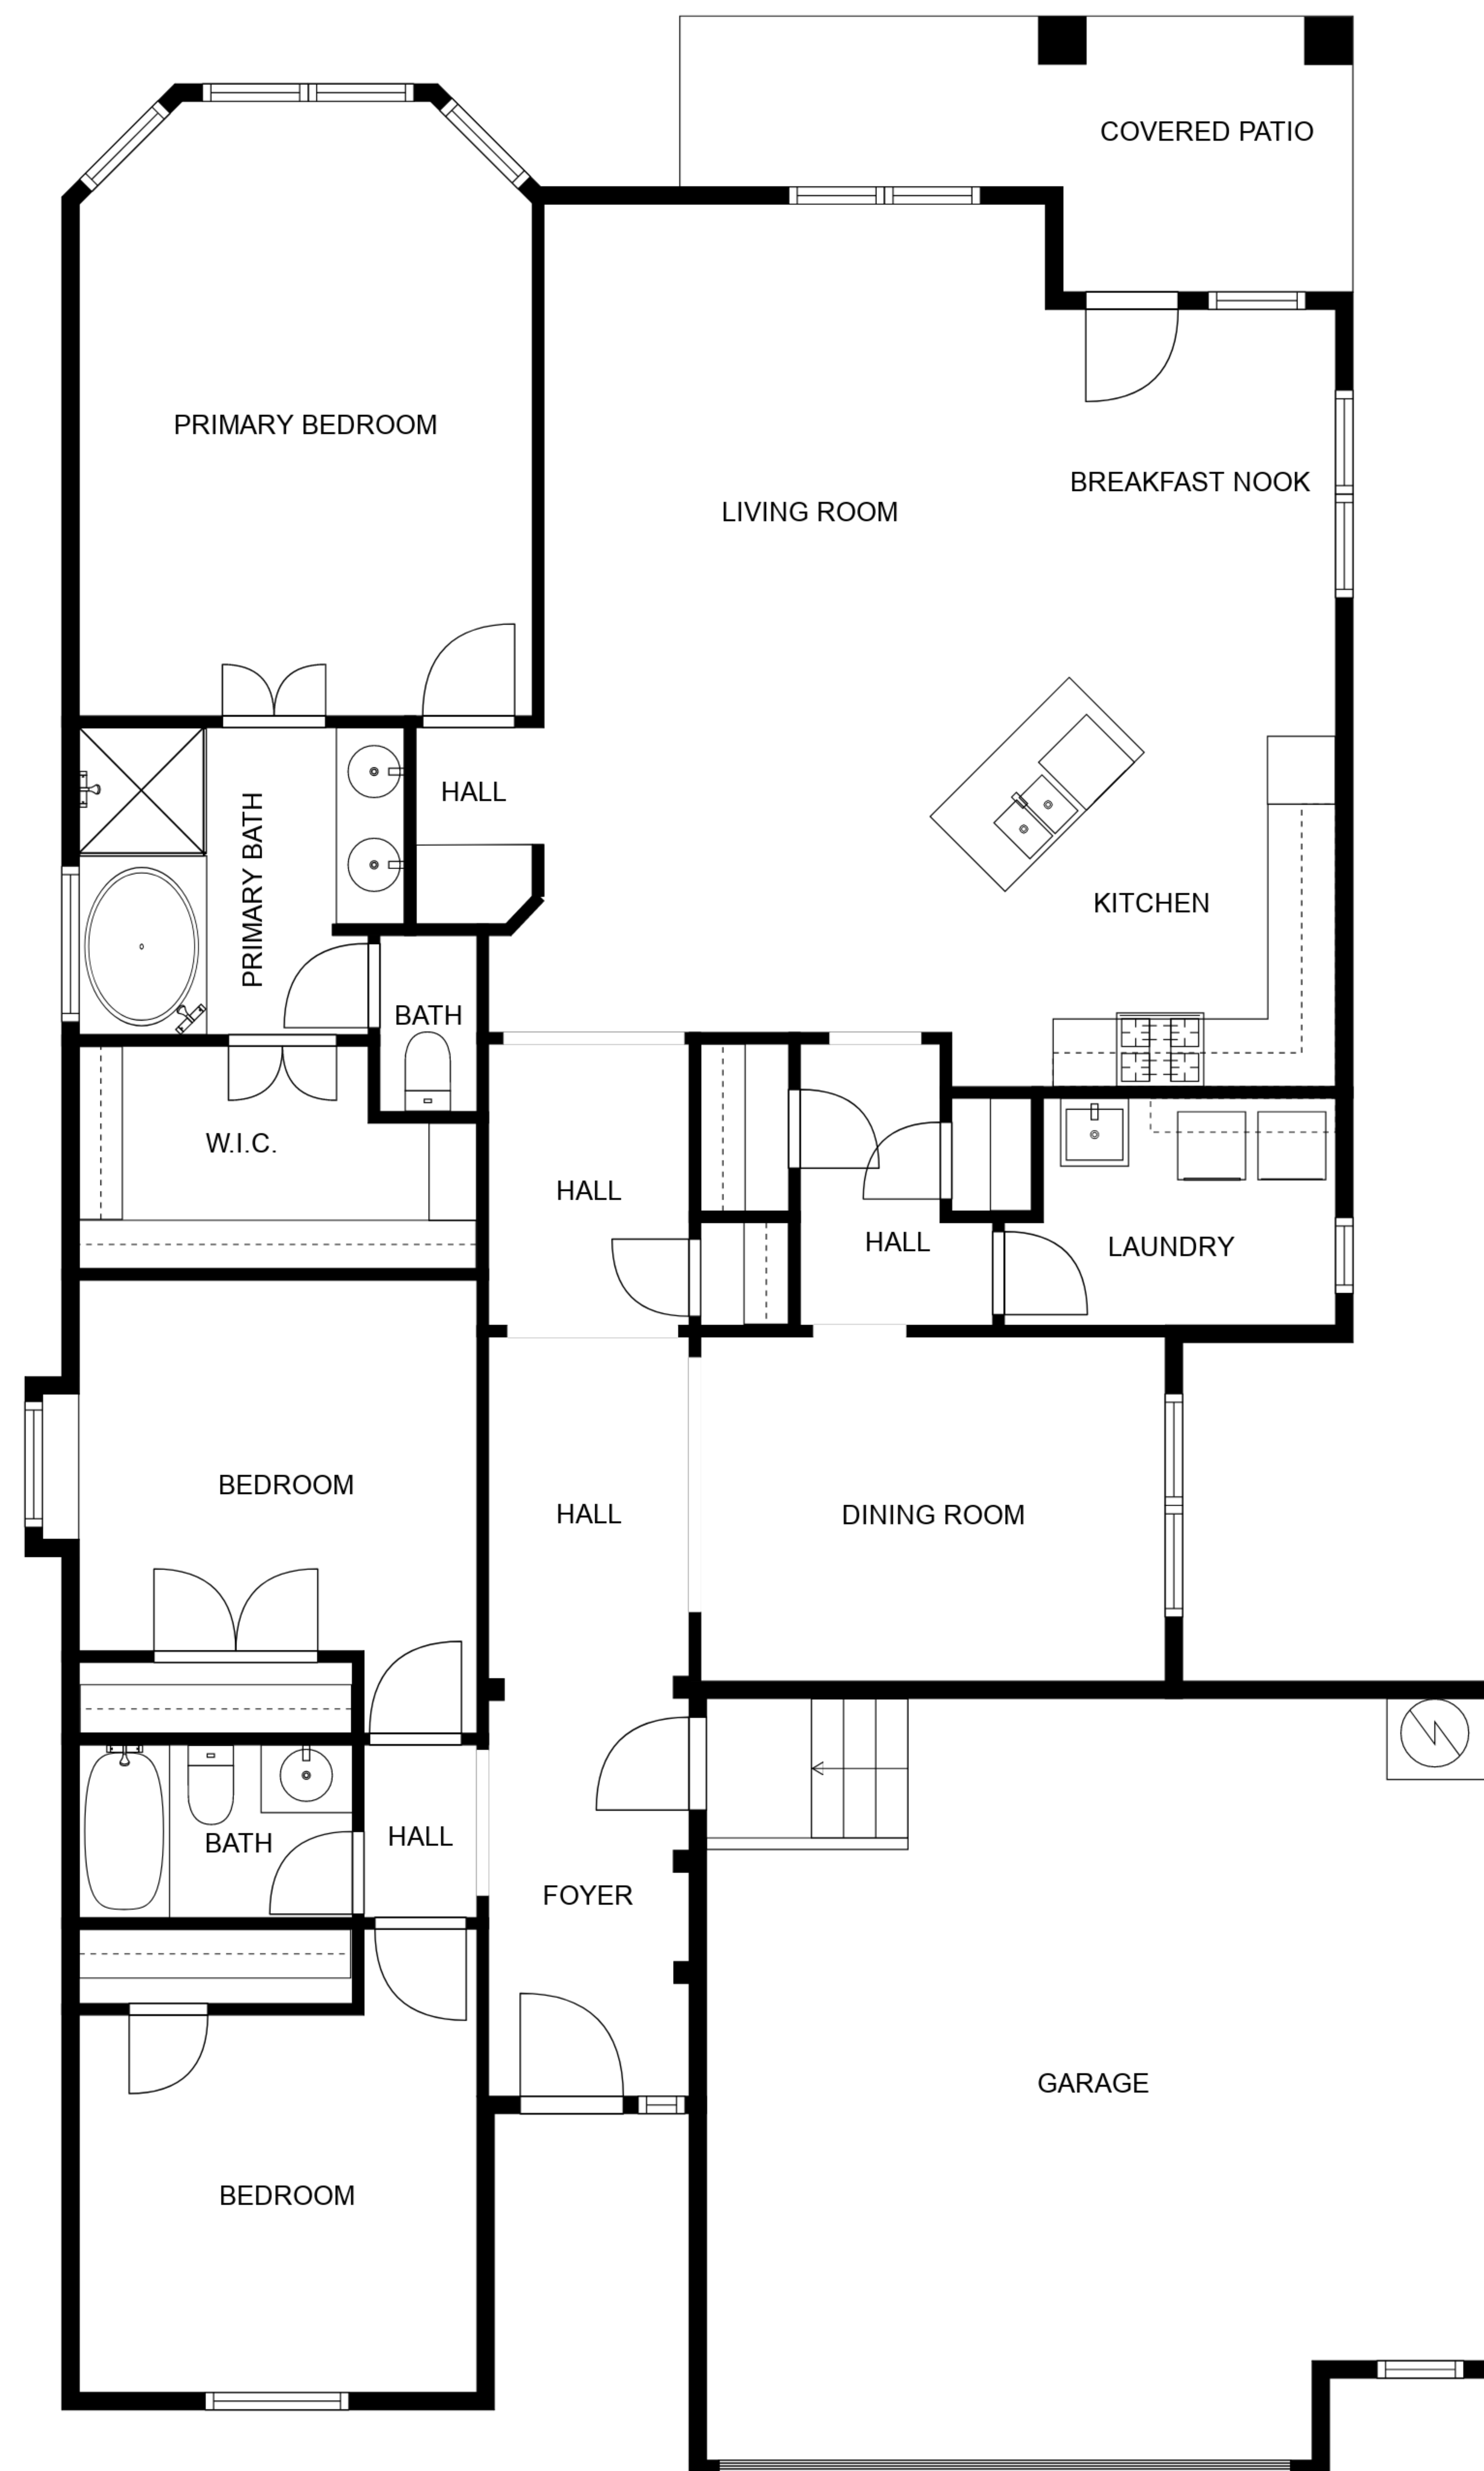 COVERED PATIO
PRIMARY BEDROOM
BREAKFAST NOOK
LIVING ROOM
HALL
PRIMARY BATH
KITCHEN
BATH
W.I.C.
HALL
HALL
LAUNDRY
BEDROOM
HALL
DINING ROOM
BATH
HALL
FOYER
GARAGE
BEDROOM